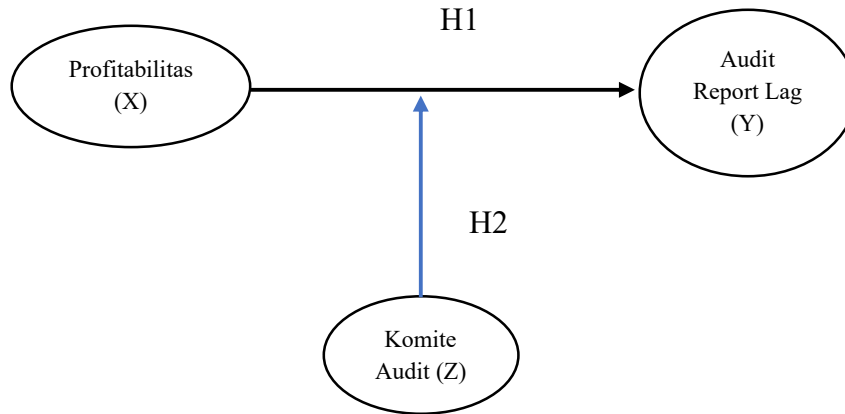 H1
Profitabilitas
(X)
Audit
Report Lag
(Y)
H2
Komite
Audit (Z)